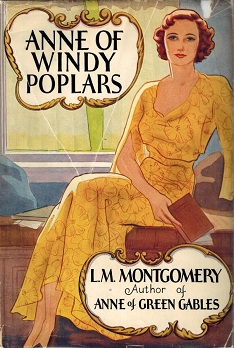 ANNE OF
WINDY
POPLARS
L.M. MONTGOMERY
Author of
ANNE of GREEN GABLES